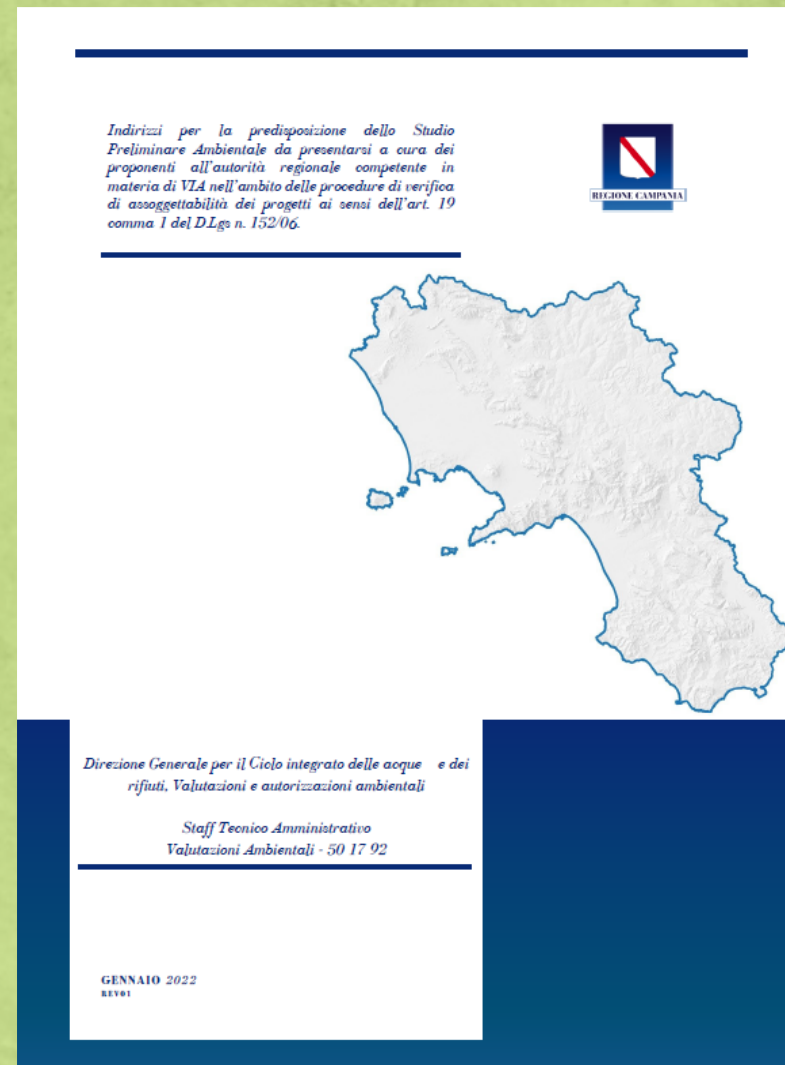 Indirizzi per la predisposizione dello Studio
Preliminare Ambientale da presentarsi a cura dei
proponenti all'autorità regionale competente in
materia di VIA nell'ambito delle procedure di verifica
di assoggettabilità dei progetti ai sensi dell'art. 19
comma 1 del D.Lgs n. 152/06.
REGIONE CAMPANIA
Direzione Generale per il Ciclo integrato delle acque e dei
rifiuti, Valutazioni e autorizzazioni ambientali
Staff Tecnico Amministrativo
Valutazioni Ambientali - 50 17 92
GENNAIO 2022
REV01